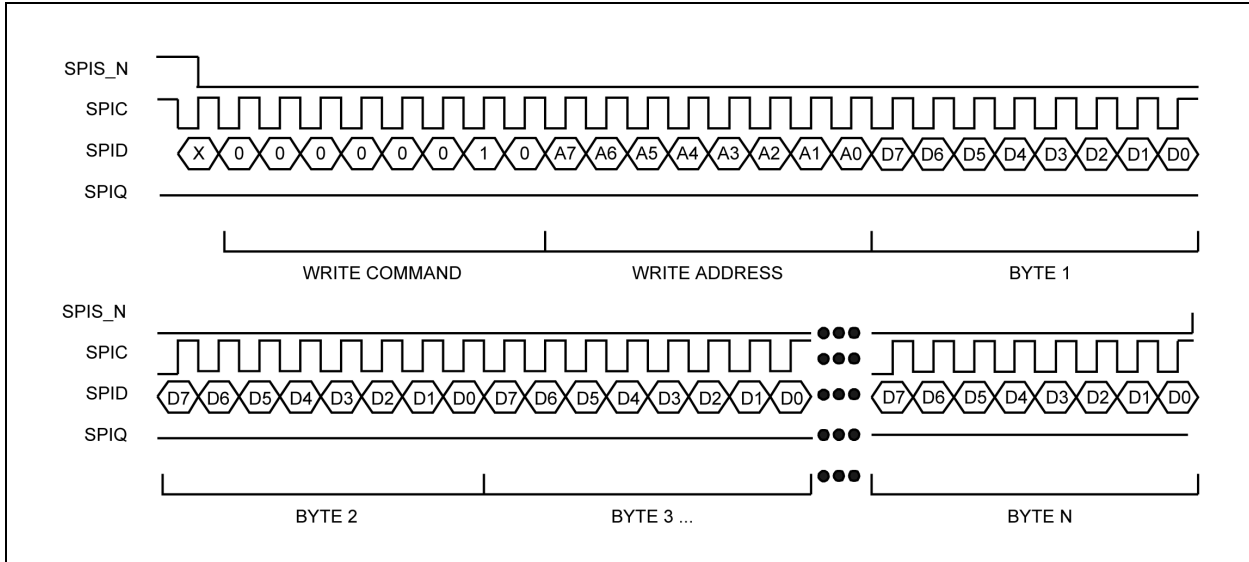 SPIS_N
SPIC
SPID X 0 0 0 0 0 0 1 0 A7 A6 A5 A4 A3 A2 A1 A0 D7 D6 D5 D4 D3 D2 D1 D0
SPIQ
WRITE COMMAND WRITE ADDRESS BYTE 1
SPIS_N
SPIC
SPID D7 D6 D5 D4 D3 D2 D1 D0 D7 D6 D5 D4 D3 D2 D1 D0 D7 D6 D5 D4 D3 D2 D1 D0
SPIQ
BYTE 2 BYTE 3 ... BYTE N